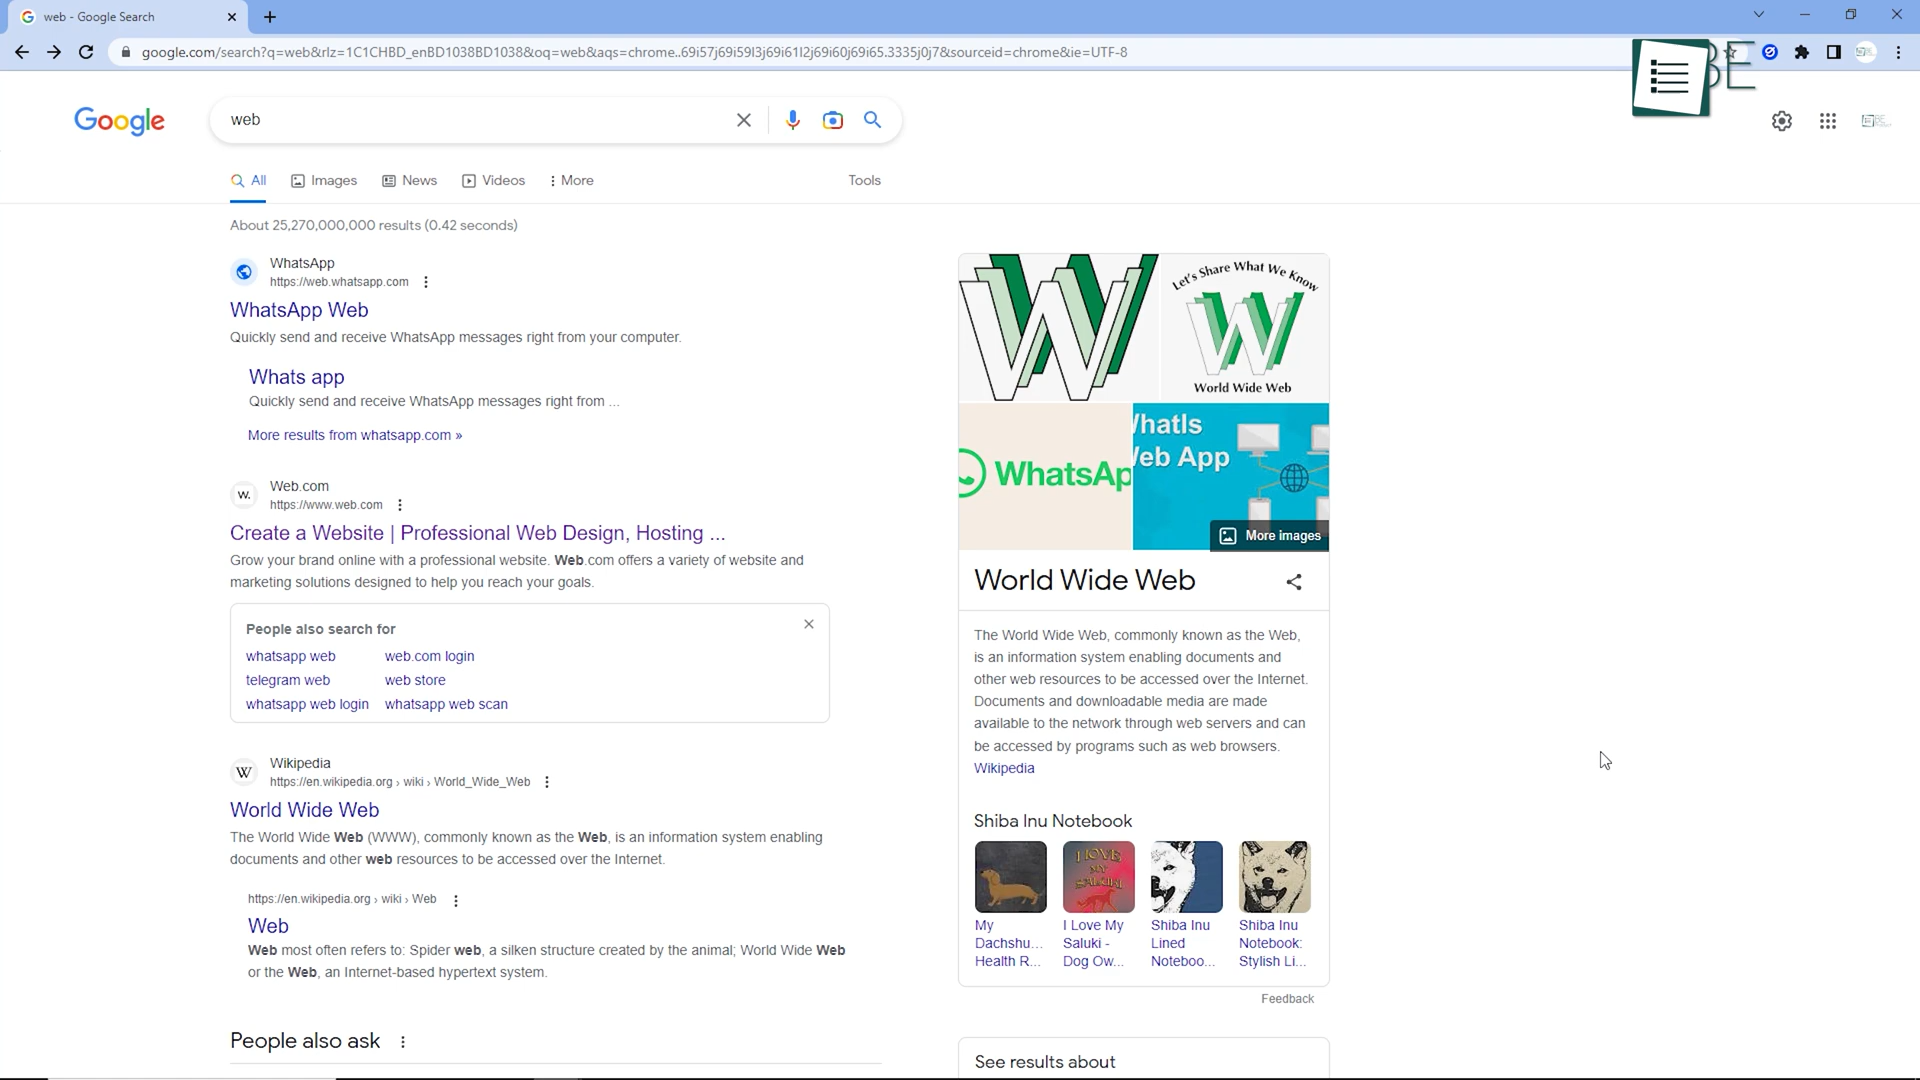 web - Google Search
google.com/search?q=web&rlz=1C1CHBD_enBD1038BD1038&oq=web&aqs=chrome..69i57j69i59l3j69i61l2j69i60j69i65.3335j0j7&sourceid=chrome&ie=UTF-8
BE
Google
web
All
Images
News
Videos
More
Tools
About 25,270,000,000 results (0.42 seconds)
WhatsApp
https://web.whatsapp.com
WhatsApp Web
Quickly send and receive WhatsApp messages right from your computer.
Whats app
Quickly send and receive WhatsApp messages right from ...
More results from whatsapp.com »
w.
Web.com
https://www.web.com
Create a Website | Professional Web Design, Hosting ...
Grow your brand online with a professional website. Web.com offers a variety of website and
marketing solutions designed to help you reach your goals.
People also search for
whatsapp web
web.com login
telegram web
web store
whatsapp web login
whatsapp web scan
W
Wikipedia
https://en.wikipedia.org › wiki › World_Wide_Web
World Wide Web
The World Wide Web (WWW), commonly known as the Web, is an information system enabling
documents and other web resources to be accessed over the Internet.
https://en.wikipedia.org › wiki › Web
Web
Web most often refers to: Spider web, a silken structure created by the animal; World Wide Web
or the Web, an Internet-based hypertext system.
People also ask
Let's Share What We Know
World Wide Web
WhatsAp
hatIs
eb App
More images
World Wide Web
The World Wide Web, commonly known as the Web,
is an information system enabling documents and
other web resources to be accessed over the Internet.
Documents and downloadable media are made
available to the network through web servers and can
be accessed by programs such as web browsers.
Wikipedia
Shiba Inu Notebook
I LOVE
MY
SALUKI
My
Dachshu...
Health R...
I Love My
Saluki -
Dog Ow...
Shiba Inu
Lined
Noteboo...
Shiba Inu
Notebook:
Stylish Li...
Feedback
See results about